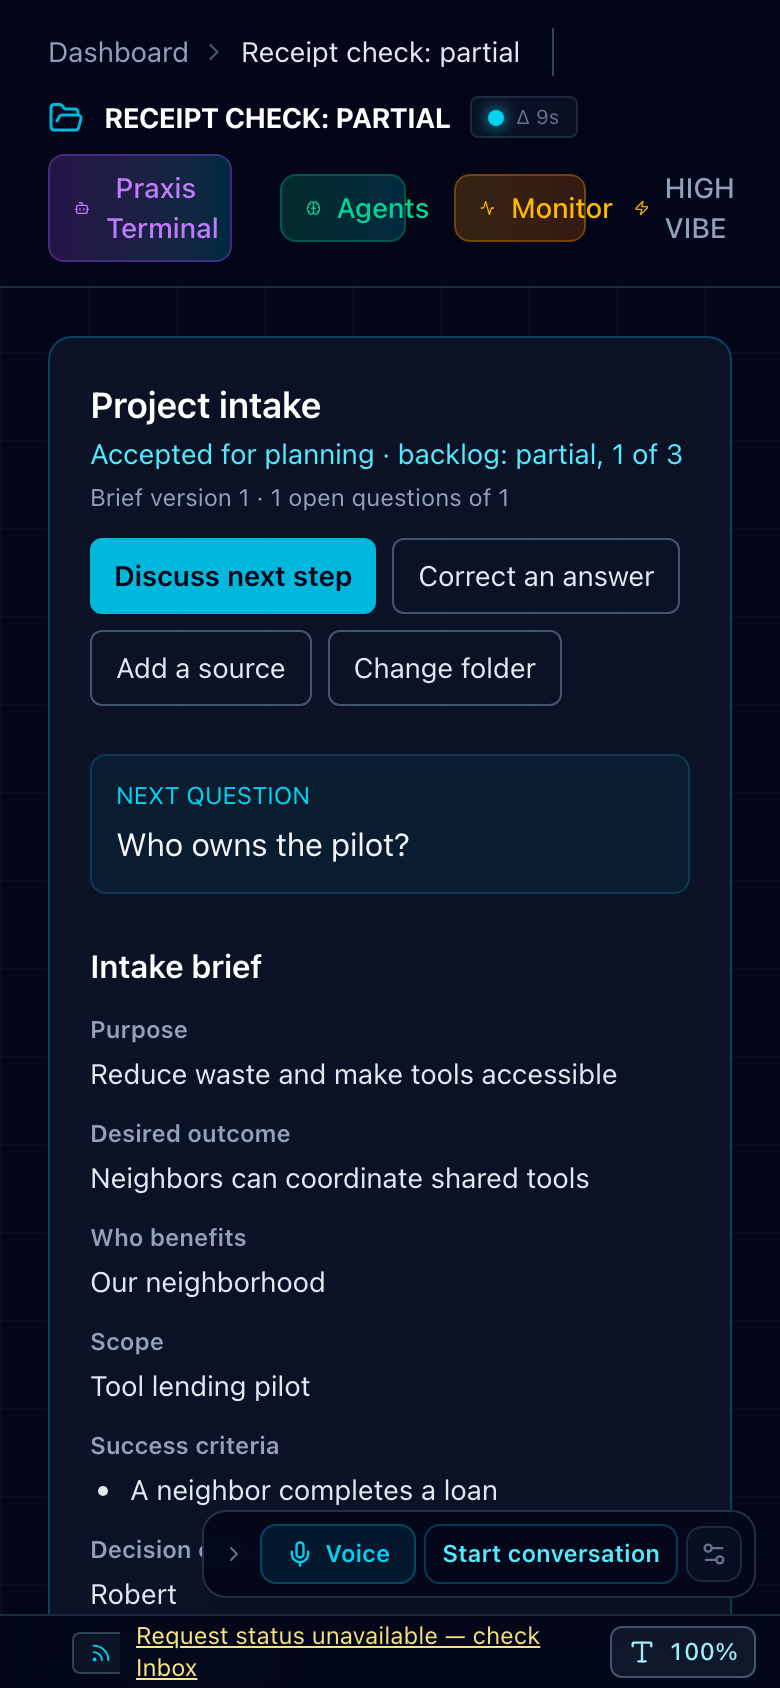 Dashboard > Receipt check: partial
RECEIPT CHECK: PARTIAL
Δ 9s
Praxis
Terminal
Agents
Monitor
HIGH
VIBE
Project intake
Accepted for planning · backlog: partial, 1 of 3
Brief version 1 · 1 open questions of 1
Discuss next step
Correct an answer
Add a source
Change folder
NEXT QUESTION
Who owns the pilot?
Intake brief
Purpose
Reduce waste and make tools accessible
Desired outcome
Neighbors can coordinate shared tools
Who benefits
Our neighborhood
Scope
Tool lending pilot
Success criteria
• A neighbor completes a loan
Decision
Robert
Voice
Start conversation
Request status unavailable — check
Inbox
100%